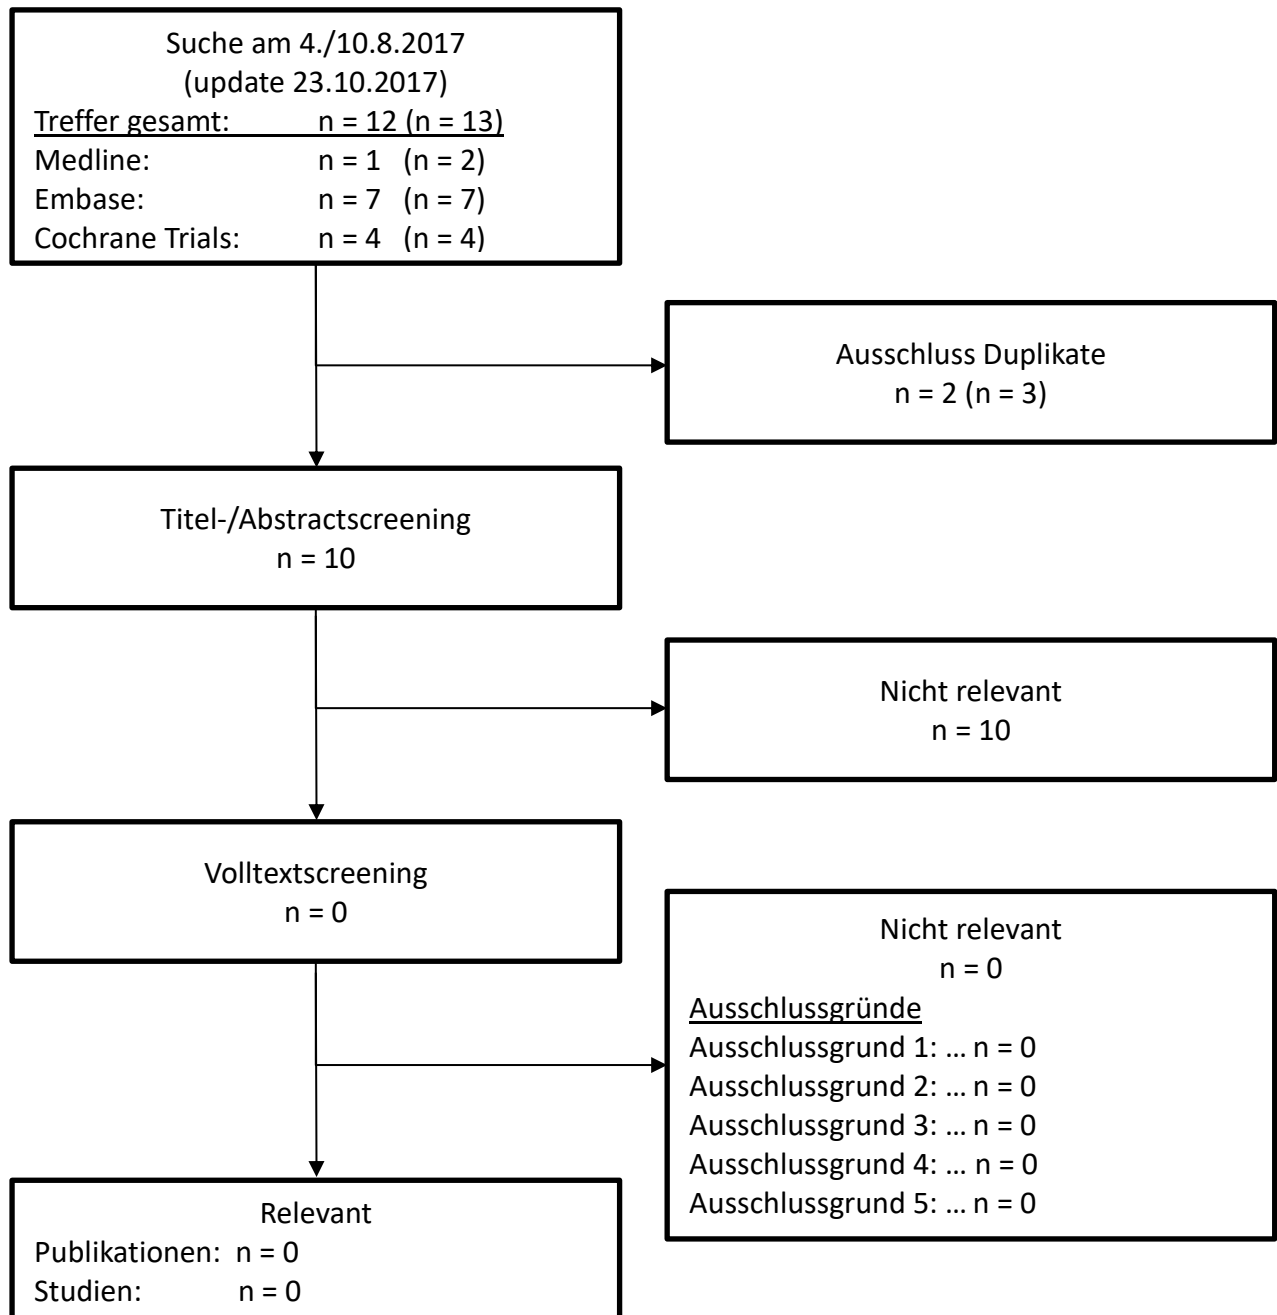 Suche am 4./10.8.2017
(update 23.10.2017)
Treffer gesamt: n = 12 (n = 13)
Medline: n = 1 (n = 2)
Embase: n = 7 (n = 7)
Cochrane Trials: n = 4 (n = 4)
Ausschluss Duplikate
n = 2 (n = 3)
Titel-/Abstractscreening
n = 10
Nicht relevant
n = 10
Volltextscreening
n = 0
Nicht relevant
n = 0
Ausschlussgründe
Ausschlussgrund 1: ... n = 0
Ausschlussgrund 2: ... n = 0
Ausschlussgrund 3: ... n = 0
Ausschlussgrund 4: ... n = 0
Ausschlussgrund 5: ... n = 0
Relevant
Publikationen: n = 0
Studien: n = 0